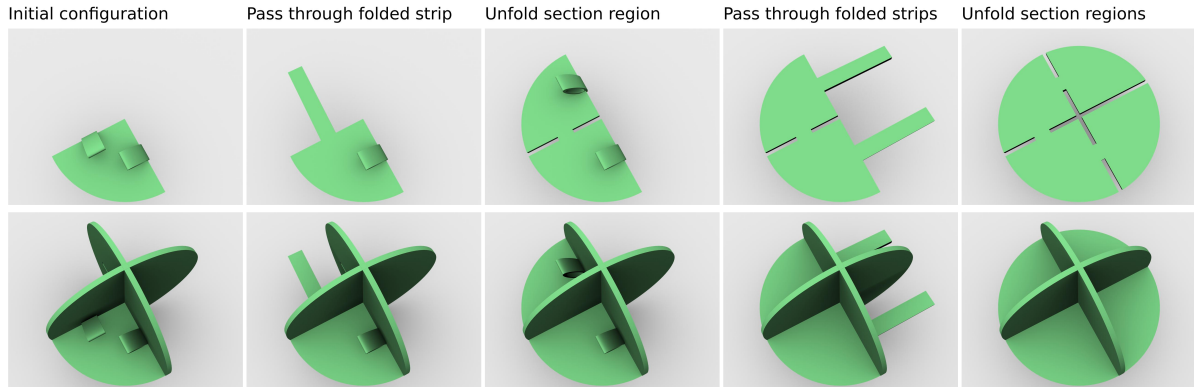 Initial configuration
Pass through folded strip
Unfold section region
Pass through folded strips
Unfold section regions